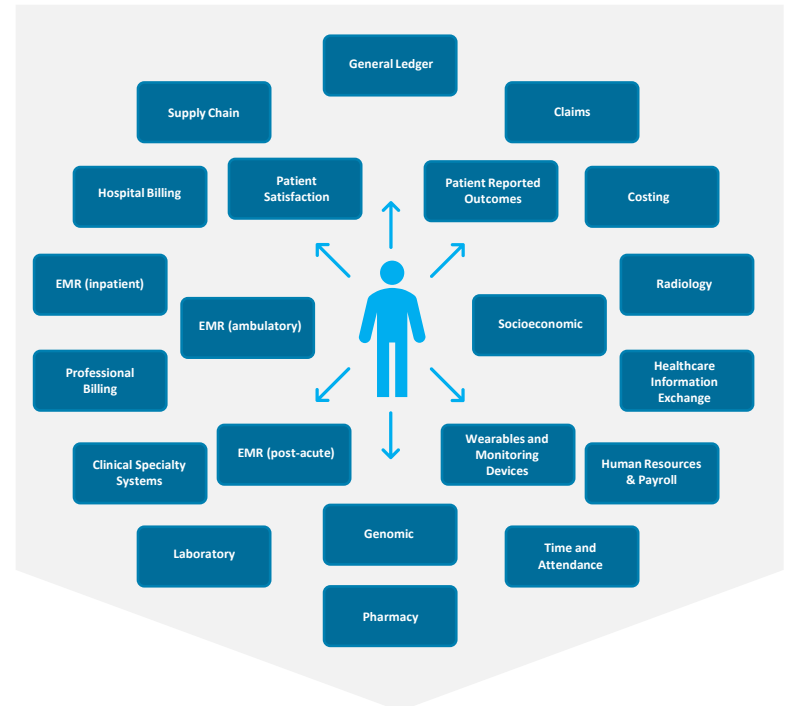 General Ledger
Supply Chain
Claims
Hospital Billing
Patient
Satisfaction
Patient Reported
Outcomes
Costing
EMR (inpatient)
Radiology
EMR (ambulatory)
Socioeconomic
Professional
Billing
Healthcare
Information
Exchange
Clinical Specialty
Systems
EMR (post-acute)
Wearables and
Monitoring
Devices
Human Resources
& Payroll
Laboratory
Genomic
Time and
Attendance
Pharmacy